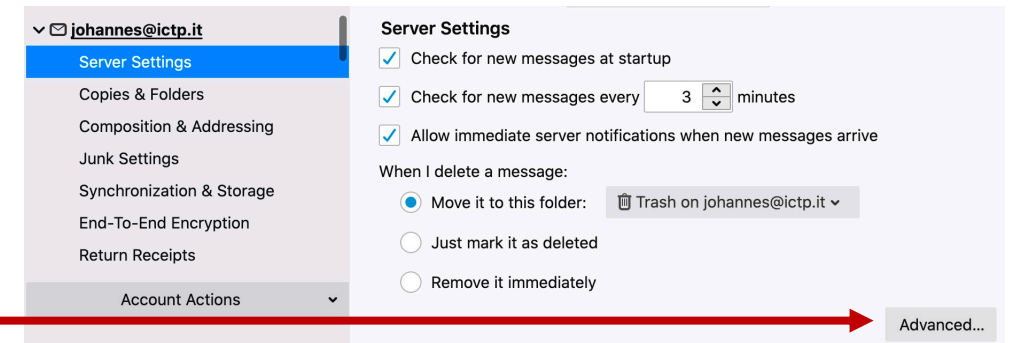 johannes@ictp.it
Server Settings
Copies & Folders
Composition & Addressing
Junk Settings
Synchronization & Storage
End-To-End Encryption
Return Receipts
Account Actions
Server Settings
Check for new messages at startup
Check for new messages every 3 minutes
Allow immediate server notifications when new messages arrive
When I delete a message:
Move it to this folder: Trash on johannes@ictp.it
Just mark it as deleted
Remove it immediately
Advanced...